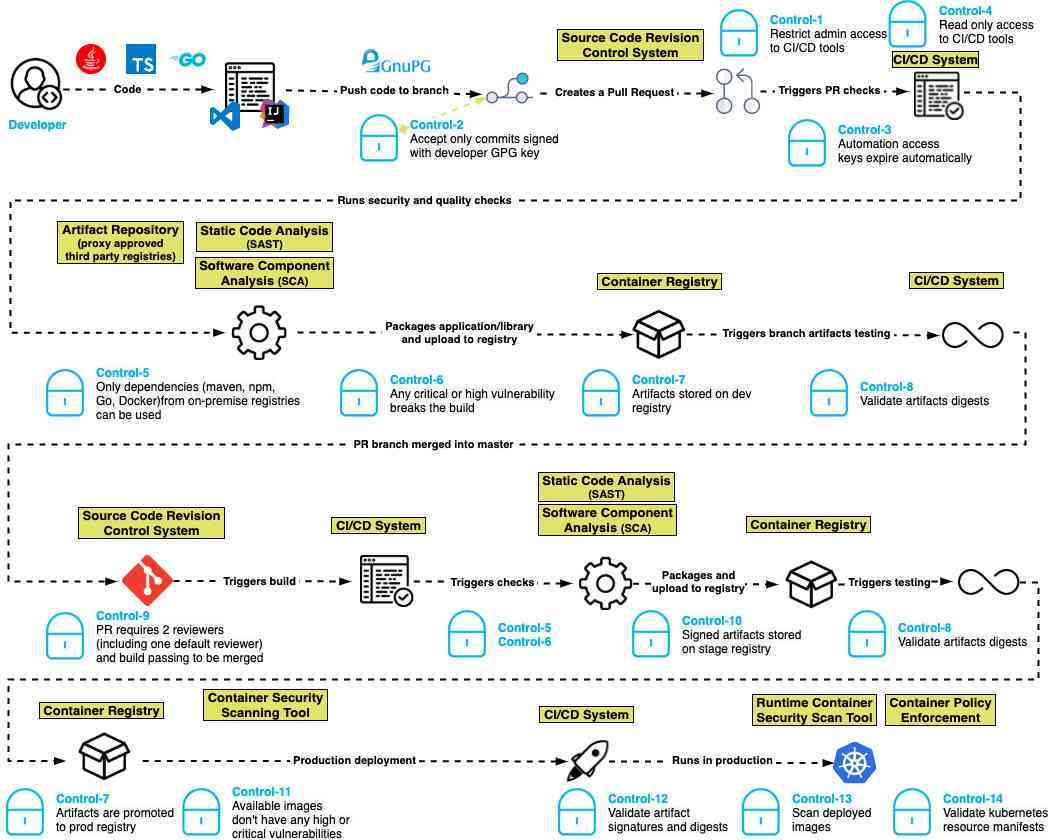 Control-1
Restrict admin access
to CI/CD tools
Control-4
Read only access
to CI/CD tools
Source Code Revision
Control System
CI/CD System
TS
GO
GnuPG
IJ
Developer
Code
Push code to branch
Creates a Pull Request
Triggers PR checks
Control-2
Accept only commits signed
with developer GPG key
Control-3
Automation access
keys expire automatically
Runs security and quality checks
Artifact Repository
(proxy approved
third party registries)
Static Code Analysis
(SAST)
Software Component
Analysis (SCA)
Container Registry
CI/CD System
Packages application/library
and upload to registry
Triggers branch artifacts testing
Control-5
Only dependencies (maven, npm,
Go, Docker)from on-premise registries
can be used
Control-6
Any critical or high vulnerability
breaks the build
Control-7
Artifacts stored on dev
registry
Control-8
Validate artifacts digests
PR branch merged into master
Source Code Revision
Control System
CI/CD System
Static Code Analysis
(SAST)
Software Component
Analysis (SCA)
Container Registry
Triggers build
Triggers checks
Packages and
upload to registry
Triggers testing
Control-9
PR requires 2 reviewers
(including one default reviewer)
and build passing to be merged
Control-5
Control-6
Control-10
Signed artifacts stored
on stage registry
Control-8
Validate artifacts digests
Container Registry
Container Security
Scanning Tool
CI/CD System
Runtime Container
Security Scan Tool
Container Policy
Enforcement
Production deployment
Runs in production
Control-7
Artifacts are promoted
to prod registry
Control-11
Available images
don't have any high or
critical vulnerabilities
Control-12
Validate artifact
signatures and digests
Control-13
Scan deployed
images
Control-14
Validate kubernetes
resource manifests